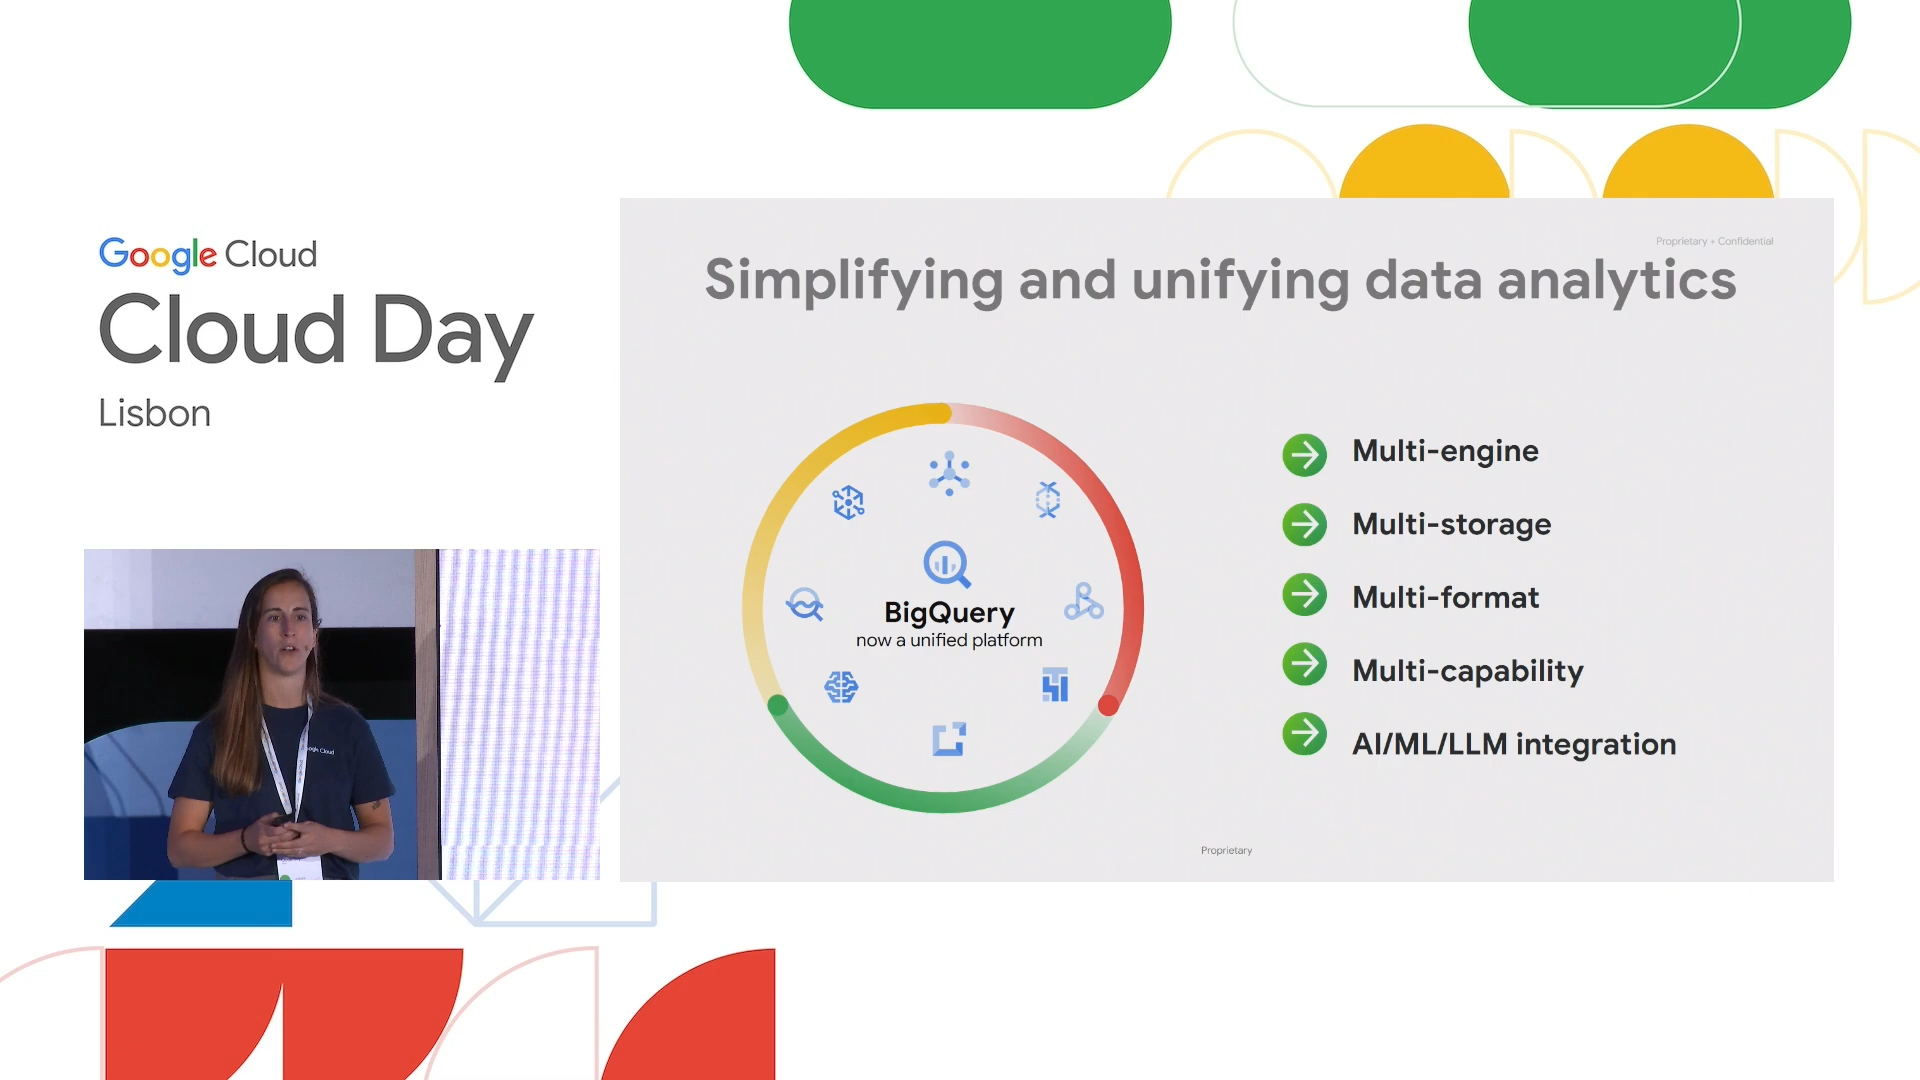 Google Cloud
Cloud Day
Lisbon
Proprietary + Confidential
Simplifying and unifying data analytics
BigQuery
now a unified platform
Multi-engine
Multi-storage
Multi-format
Multi-capability
AI/ML/LLM integration
Proprietary